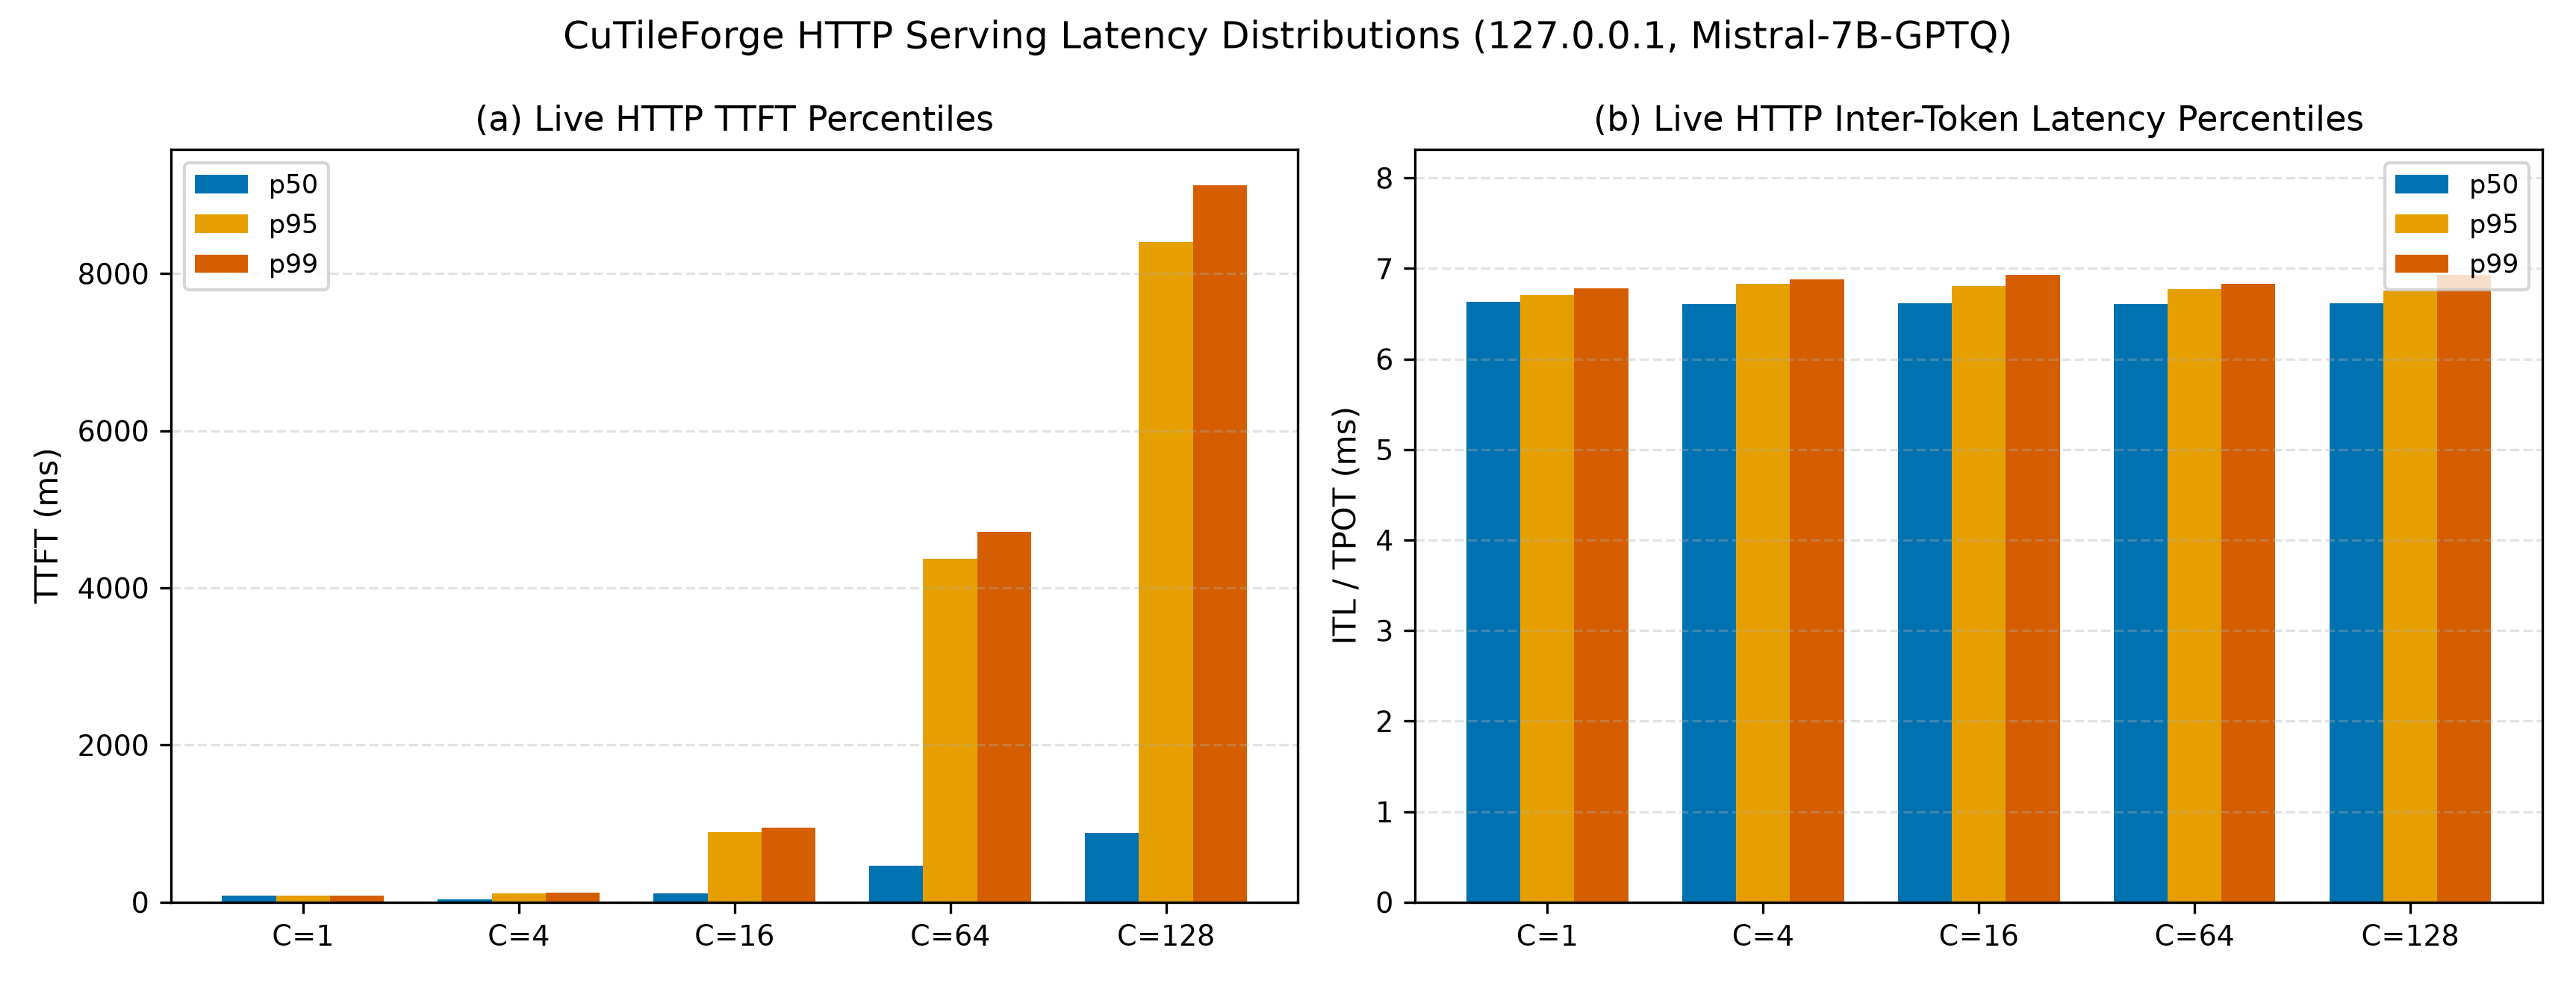 CuTileForge HTTP Serving Latency Distributions (127.0.0.1, Mistral-7B-GPTQ)
(a) Live HTTP TTFT Percentiles
p50
p95
p99
TTFT (ms)
8000
6000
4000
2000
0
C=1
C=4
C=16
C=64
C=128
(b) Live HTTP Inter-Token Latency Percentiles
p50
p95
p99
ITL / TPOT (ms)
8
7
6
5
4
3
2
1
0
C=1
C=4
C=16
C=64
C=128